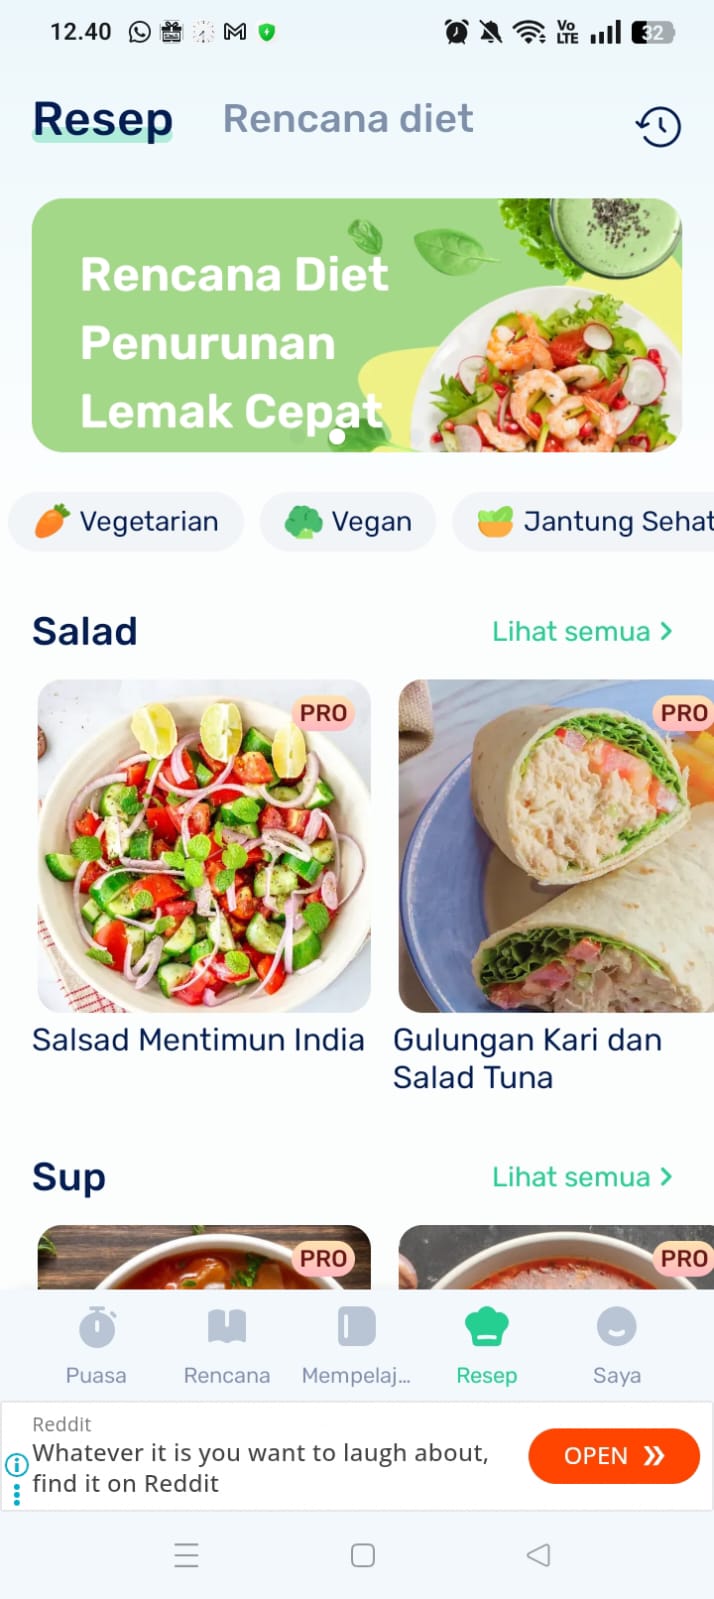 12.40
Vo
LTE
32
Resep
Rencana diet
Rencana Diet
Penurunan
Lemak Cepat
Vegetarian
Vegan
Jantung Sehat
Salad
Lihat semua
PRO
PRO
Salsad Mentimun India
Gulungan Kari dan
Salad Tuna
Sup
Lihat semua
PRO
PRO
Puasa
Rencana
Mempelaj...
Resep
Saya
Reddit
Whatever it is you want to laugh about,
find it on Reddit
OPEN